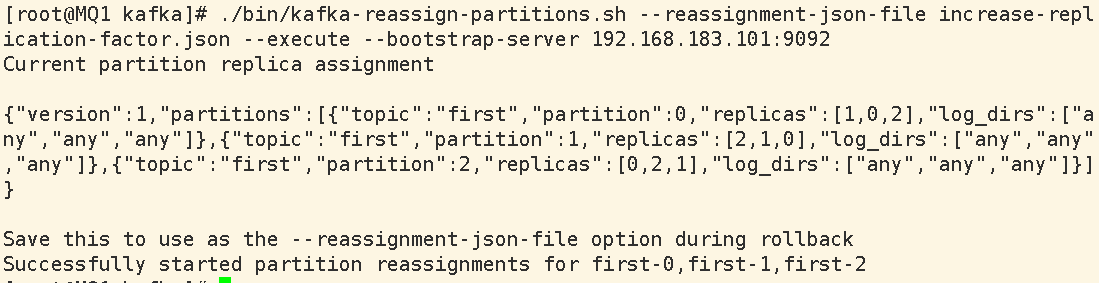 [root@MQ1 kafka]# ./bin/kafka-reassign-partitions.sh --reassignment-json-file increase-repl
ication-factor.json --execute --bootstrap-server 192.168.183.101:9092
Current partition replica assignment
{"version":1,"partitions":[{"topic":"first","partition":0,"replicas":[1,0,2],"log_dirs":["a
ny","any","any"]},{"topic":"first","partition":1,"replicas":[2,1,0],"log_dirs":["any","any"
,"any"]},{"topic":"first","partition":2,"replicas":[0,2,1],"log_dirs":["any","any","any"]}]
}
Save this to use as the --reassignment-json-file option during rollback
Successfully started partition reassignments for first-0,first-1,first-2
[root@MQ1 kafka]#